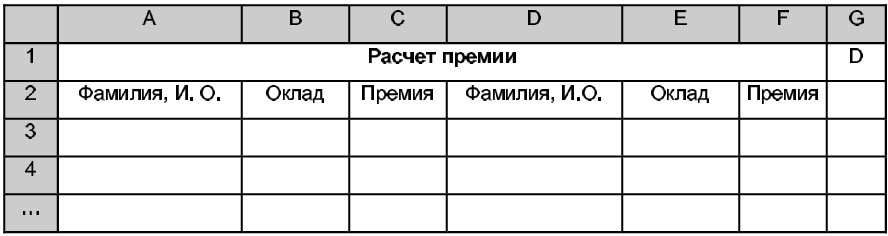 A B C D E F G
1 Расчет премии D
2 Фамилия, И. О. Оклад Премия Фамилия, И.О. Оклад Премия
3
4
...